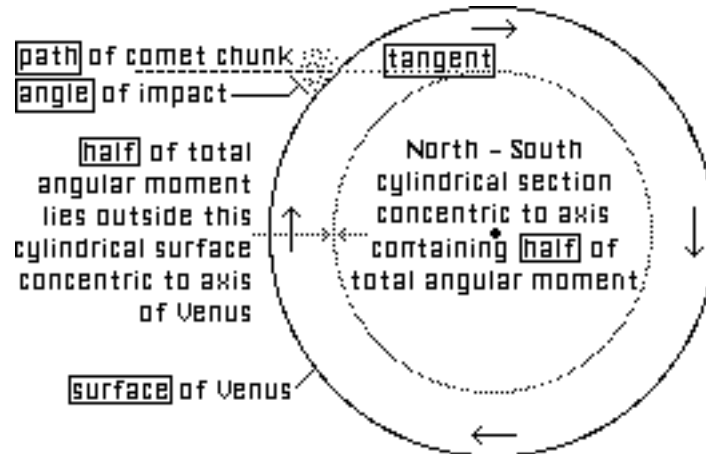 path of comet chunk
tangent
angle of impact
half of total
angular moment
lies outside this
cylindrical surface
concentric to axis
of Venus
North - South
cylindrical section
concentric to axis
containing half of
total angular moment
surface of Venus